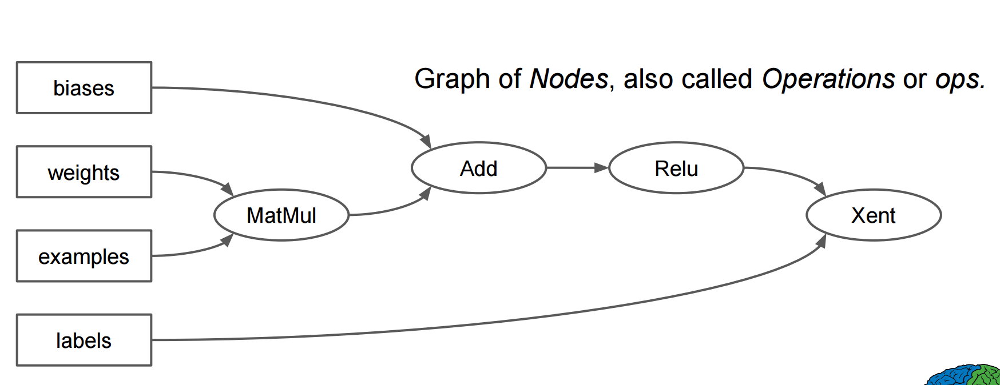 Graph of Nodes, also called Operations or ops.
biases
weights
examples
labels
MatMul
Add
Relu
Xent